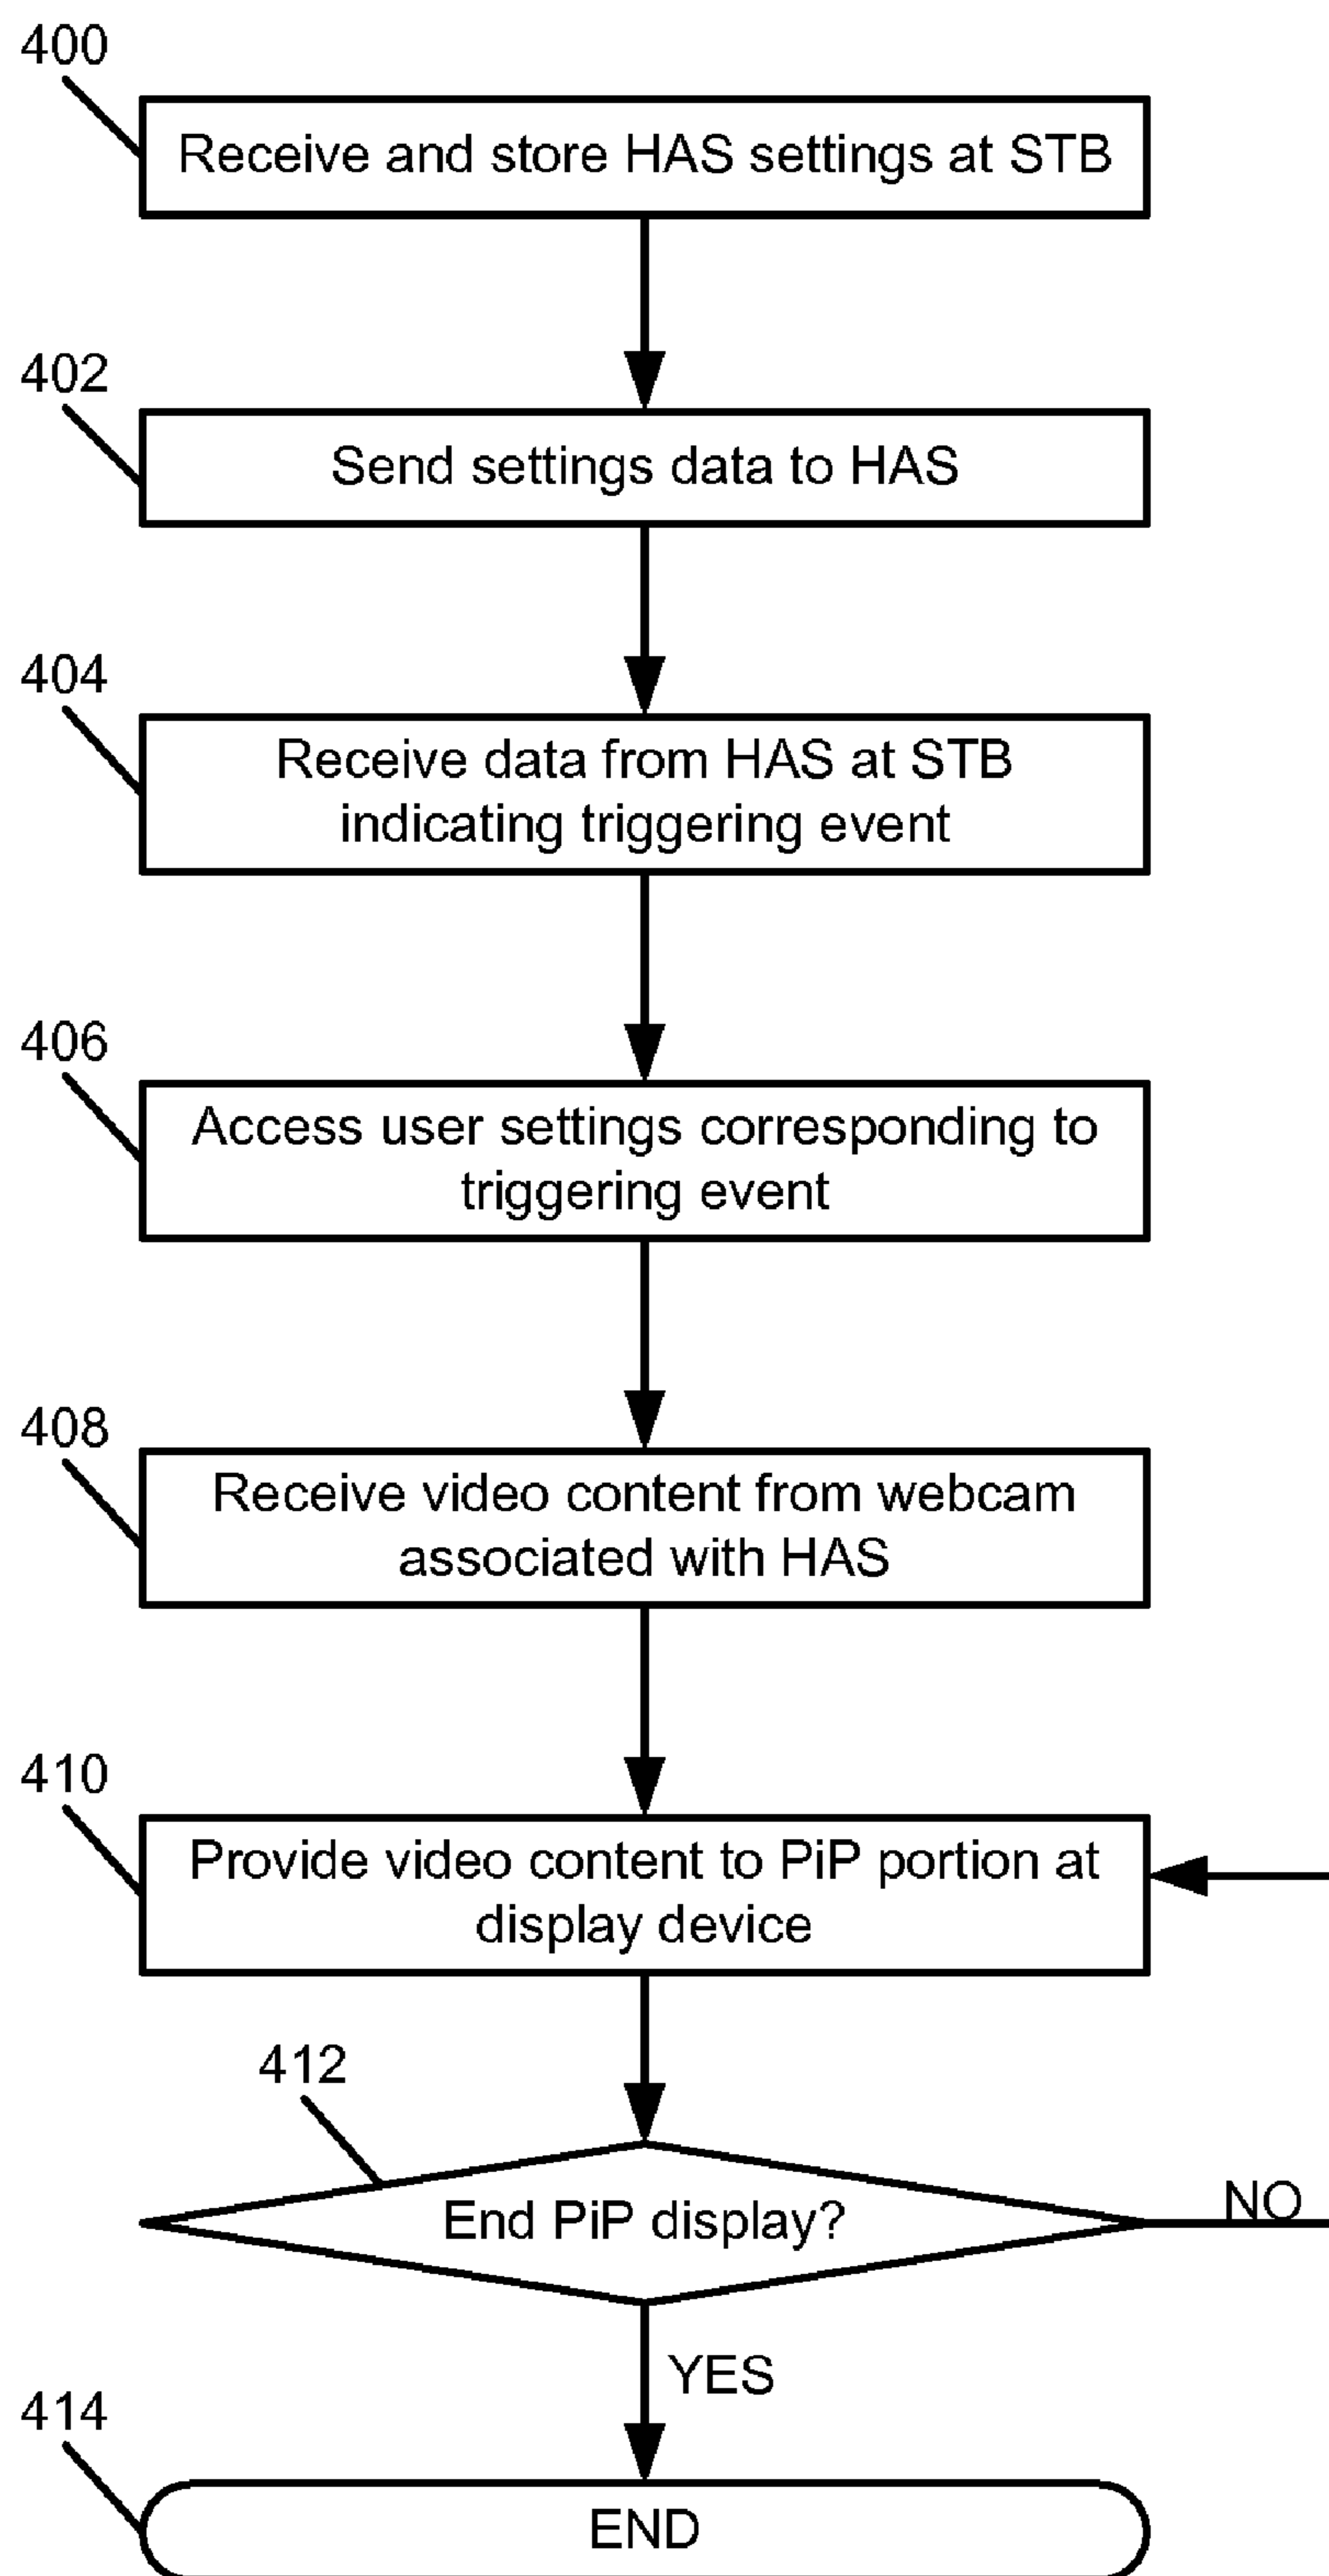 400
Receive and store HAS settings at STB
402
Send settings data to HAS
404
Receive data from HAS at STB
indicating triggering event
406
Access user settings corresponding to
triggering event
408
Receive video content from webcam
associated with HAS
410
Provide video content to PiP portion at
display device
412
End PiP display?
NO
YES
414
END